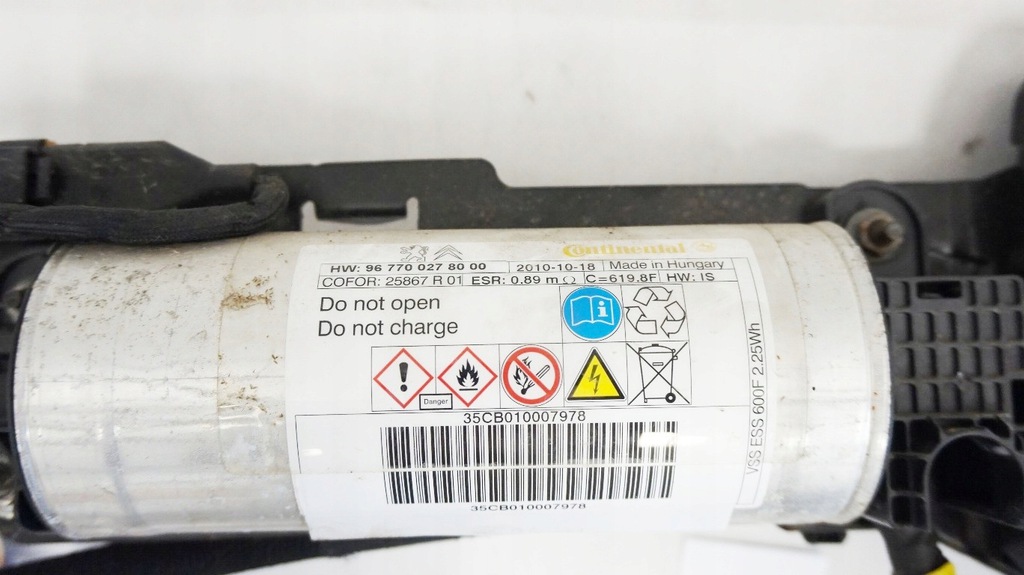 Continental
HW: 96 770 027 80 00 2010-10-18 Made in Hungary
COFOR: 25867 R 01 ESR: 0.89 m Ω C=619.8F HW: IS
Do not open
Do not charge
Danger
35CB010007978
35CB010007978
VSS ESS 600F 2.25Wh